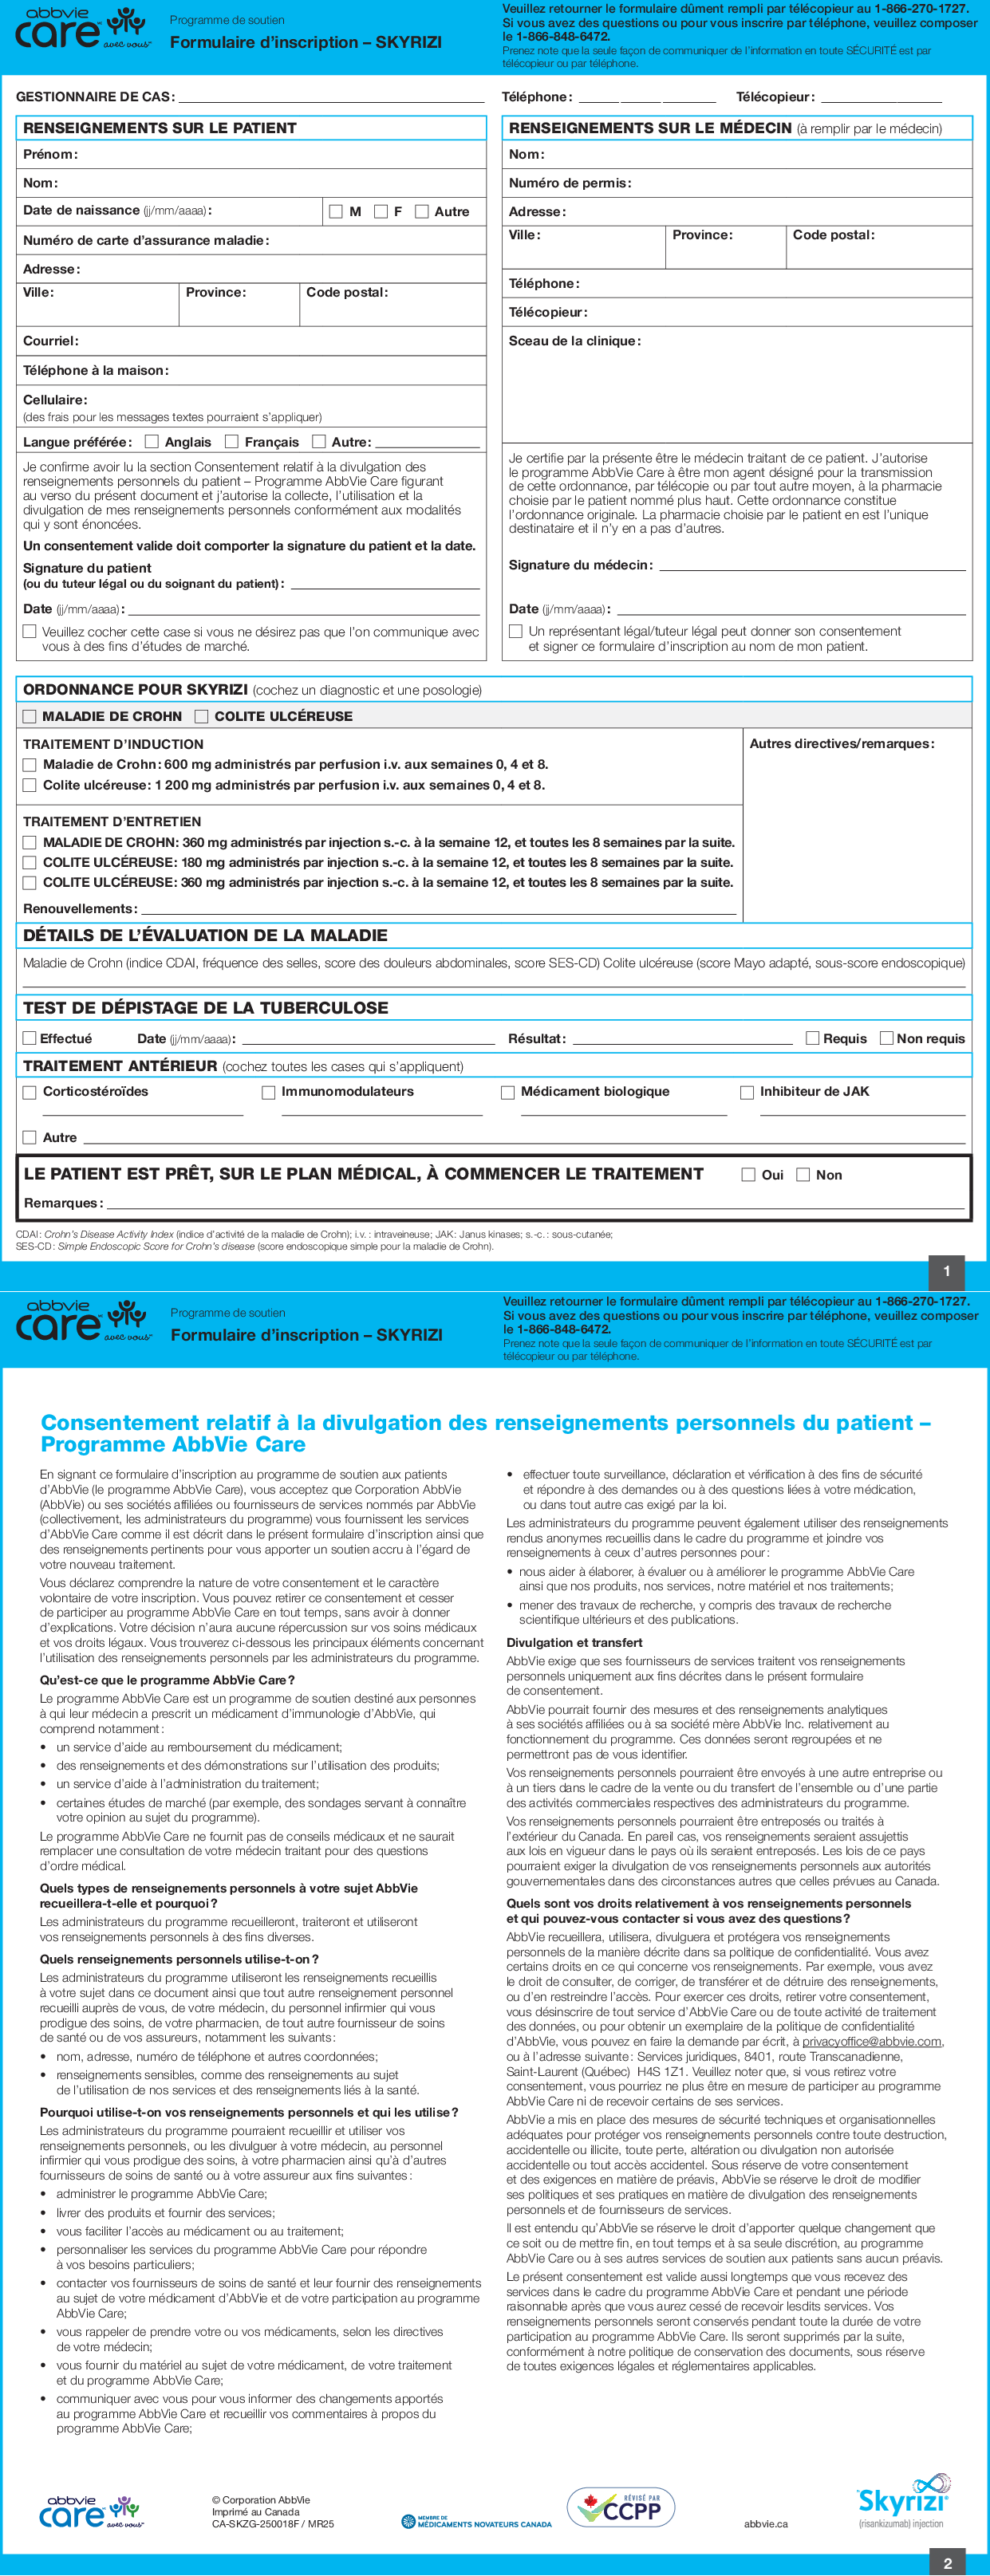 abbvie
care
avec vous
Programme de soutien
Formulaire d'inscription – SKYRIZI
Veuillez retourner le formulaire dûment rempli par télécopieur au 1-866-270-1727.
Si vous avez des questions ou pour vous inscrire par téléphone, veuillez composer
le 1-866-848-6472.
Prenez note que la seule façon de communiquer de l'information en toute SÉCURITÉ est par
télécopieur ou par téléphone.
GESTIONNAIRE DE CAS :
Téléphone : Télécopieur :
RENSEIGNEMENTS SUR LE PATIENT
Prénom :
Nom :
Date de naissance (jj/mm/aaaa) : M F Autre
Numéro de carte d'assurance maladie :
Adresse :
Ville : Province : Code postal :
Courriel :
Téléphone à la maison :
Cellulaire :
(des frais pour les messages textes pourraient s'appliquer)
Langue préférée : Anglais Français Autre :
Je confirme avoir lu la section Consentement relatif à la divulgation des
renseignements personnels du patient – Programme AbbVie Care figurant
au verso du présent document et j'autorise la collecte, l'utilisation et la
divulgation de mes renseignements personnels conformément aux modalités
qui y sont énoncées.
Un consentement valide doit comporter la signature du patient et la date.
Signature du patient
(ou du tuteur légal ou du soignant du patient) :
Date (jj/mm/aaaa) :
Veuillez cocher cette case si vous ne désirez pas que l'on communique avec
vous à des fins d'études de marché.
RENSEIGNEMENTS SUR LE MÉDECIN (à remplir par le médecin)
Nom :
Numéro de permis :
Adresse :
Ville : Province : Code postal :
Téléphone :
Télécopieur :
Sceau de la clinique :
Je certifie par la présente être le médecin traitant de ce patient. J'autorise
le programme AbbVie Care à être mon agent désigné pour la transmission
de cette ordonnance, par télécopie ou par tout autre moyen, à la pharmacie
choisie par le patient nommé plus haut. Cette ordonnance constitue
l'ordonnance originale. La pharmacie choisie par le patient en est l'unique
destinataire et il n'y en a pas d'autres.
Signature du médecin :
Date (jj/mm/aaaa) :
Un représentant légal/tuteur légal peut donner son consentement
et signer ce formulaire d'inscription au nom de mon patient.
ORDONNANCE POUR SKYRIZI (cochez un diagnostic et une posologie)
MALADIE DE CROHN COLITE ULCÉREUSE
TRAITEMENT D'INDUCTION
Maladie de Crohn : 600 mg administrés par perfusion i.v. aux semaines 0, 4 et 8.
Colite ulcéreuse : 1 200 mg administrés par perfusion i.v. aux semaines 0, 4 et 8.
TRAITEMENT D'ENTRETIEN
MALADIE DE CROHN : 360 mg administrés par injection s.-c. à la semaine 12, et toutes les 8 semaines par la suite.
COLITE ULCÉREUSE : 180 mg administrés par injection s.-c. à la semaine 12, et toutes les 8 semaines par la suite.
COLITE ULCÉREUSE : 360 mg administrés par injection s.-c. à la semaine 12, et toutes les 8 semaines par la suite.
Renouvellements :
Autres directives/remarques :
DÉTAILS DE L'ÉVALUATION DE LA MALADIE
Maladie de Crohn (indice CDAI, fréquence des selles, score des douleurs abdominales, score SES-CD) Colite ulcéreuse (score Mayo adapté, sous-score endoscopique)
TEST DE DÉPISTAGE DE LA TUBERCULOSE
Effectué Date (jj/mm/aaaa) : Résultat : Requis Non requis
TRAITEMENT ANTÉRIEUR (cochez toutes les cases qui s'appliquent)
Corticostéroïdes Immunomodulateurs Médicament biologique Inhibiteur de JAK
Autre
LE PATIENT EST PRÊT, SUR LE PLAN MÉDICAL, À COMMENCER LE TRAITEMENT Oui Non
Remarques :
CDAI : Crohn's Disease Activity Index (indice d'activité de la maladie de Crohn); i.v. : intraveineuse; JAK : Janus kinases; s.-c. : sous-cutanée;
SES-CD : Simple Endoscopic Score for Crohn's disease (score endoscopique simple pour la maladie de Crohn).
1
abbvie
care
avec vous
Programme de soutien
Formulaire d'inscription – SKYRIZI
Veuillez retourner le formulaire dûment rempli par télécopieur au 1-866-270-1727.
Si vous avez des questions ou pour vous inscrire par téléphone, veuillez composer
le 1-866-848-6472.
Prenez note que la seule façon de communiquer de l'information en toute SÉCURITÉ est par
télécopieur ou par téléphone.
Consentement relatif à la divulgation des renseignements personnels du patient –
Programme AbbVie Care
En signant ce formulaire d'inscription au programme de soutien aux patients
d'AbbVie (le programme AbbVie Care), vous acceptez que Corporation AbbVie
(AbbVie) ou ses sociétés affiliées ou fournisseurs de services nommés par AbbVie
(collectivement, les administrateurs du programme) vous fournissent les services
d'AbbVie Care comme il est décrit dans le présent formulaire d'inscription ainsi que
des renseignements pertinents pour vous apporter un soutien accru à l'égard de
votre nouveau traitement.
Vous déclarez comprendre la nature de votre consentement et le caractère
volontaire de votre inscription. Vous pouvez retirer ce consentement et cesser
de participer au programme AbbVie Care en tout temps, sans avoir à donner
d'explications. Votre décision n'aura aucune répercussion sur vos soins médicaux
et vos droits légaux. Vous trouverez ci-dessous les principaux éléments concernant
l'utilisation des renseignements personnels par les administrateurs du programme.
Qu'est-ce que le programme AbbVie Care ?
Le programme AbbVie Care est un programme de soutien destiné aux personnes
à qui leur médecin a prescrit un médicament d'immunologie d'AbbVie, qui
comprend notamment :
• un service d'aide au remboursement du médicament;
• des renseignements et des démonstrations sur l'utilisation des produits;
• un service d'aide à l'administration du traitement;
• certaines études de marché (par exemple, des sondages servant à connaître
votre opinion au sujet du programme).
Le programme AbbVie Care ne fournit pas de conseils médicaux et ne saurait
remplacer une consultation de votre médecin traitant pour des questions
d'ordre médical.
Quels types de renseignements personnels à votre sujet AbbVie
recueillera-t-elle et pourquoi ?
Les administrateurs du programme recueilleront, traiteront et utiliseront
vos renseignements personnels à des fins diverses.
Quels renseignements personnels utilise-t-on ?
Les administrateurs du programme utiliseront les renseignements recueillis
à votre sujet dans ce document ainsi que tout autre renseignement personnel
recueilli auprès de vous, de votre médecin, du personnel infirmier qui vous
prodigue des soins, de votre pharmacien, de tout autre fournisseur de soins
de santé ou de vos assureurs, notamment les suivants :
• nom, adresse, numéro de téléphone et autres coordonnées;
• renseignements sensibles, comme des renseignements au sujet
de l'utilisation de nos services et des renseignements liés à la santé.
Pourquoi utilise-t-on vos renseignements personnels et qui les utilise ?
Les administrateurs du programme pourraient recueillir et utiliser vos
renseignements personnels, ou les divulguer à votre médecin, au personnel
infirmier qui vous prodigue des soins, à votre pharmacien ainsi qu'à d'autres
fournisseurs de soins de santé ou à votre assureur aux fins suivantes :
• administrer le programme AbbVie Care;
• livrer des produits et fournir des services;
• vous faciliter l'accès au médicament ou au traitement;
• personnaliser les services du programme AbbVie Care pour répondre
à vos besoins particuliers;
• contacter vos fournisseurs de soins de santé et leur fournir des renseignements
au sujet de votre médicament d'AbbVie et de votre participation au programme
AbbVie Care;
• vous rappeler de prendre votre ou vos médicaments, selon les directives
de votre médecin;
• vous fournir du matériel au sujet de votre médicament, de votre traitement
et du programme AbbVie Care;
• communiquer avec vous pour vous informer des changements apportés
au programme AbbVie Care et recueillir vos commentaires à propos du
programme AbbVie Care;
• effectuer toute surveillance, déclaration et vérification à des fins de sécurité
et répondre à des demandes ou à des questions liées à votre médication,
ou dans tout autre cas exigé par la loi.
Les administrateurs du programme peuvent également utiliser des renseignements
rendus anonymes recueillis dans le cadre du programme et joindre vos
renseignements à ceux d'autres personnes pour :
• nous aider à élaborer, à évaluer ou à améliorer le programme AbbVie Care
ainsi que nos produits, nos services, notre matériel et nos traitements;
• mener des travaux de recherche, y compris des travaux de recherche
scientifique ultérieurs et des publications.
Divulgation et transfert
AbbVie exige que ses fournisseurs de services traitent vos renseignements
personnels uniquement aux fins décrites dans le présent formulaire
de consentement.
AbbVie pourrait fournir des mesures et des renseignements analytiques
à ses sociétés affiliées ou à sa société mère AbbVie Inc. relativement au
fonctionnement du programme. Ces données seront regroupées et ne
permettront pas de vous identifier.
Vos renseignements personnels pourraient être envoyés à une autre entreprise ou
à un tiers dans le cadre de la vente ou du transfert de l'ensemble ou d'une partie
des activités commerciales respectives des administrateurs du programme.
Vos renseignements personnels pourraient être entreposés ou traités à
l'extérieur du Canada. En pareil cas, vos renseignements seraient assujettis
aux lois en vigueur dans le pays où ils seraient entreposés. Les lois de ce pays
pourraient exiger la divulgation de vos renseignements personnels aux autorités
gouvernementales dans des circonstances autres que celles prévues au Canada.
Quels sont vos droits relativement à vos renseignements personnels
et qui pouvez-vous contacter si vous avez des questions ?
AbbVie recueillera, utilisera, divulguera et protégera vos renseignements
personnels de la manière décrite dans sa politique de confidentialité. Vous avez
certains droits en ce qui concerne vos renseignements. Par exemple, vous avez
le droit de consulter, de corriger, de transférer et de détruire des renseignements,
ou d'en restreindre l'accès. Pour exercer ces droits, retirer votre consentement,
vous désinscrire de tout service d'AbbVie Care ou de toute activité de traitement
des données, ou pour obtenir un exemplaire de la politique de confidentialité
d'AbbVie, vous pouvez en faire la demande par écrit, à privacyoffice@abbvie.com,
ou à l'adresse suivante : Services juridiques, 8401, route Transcanadienne,
Saint-Laurent (Québec) H4S 1Z1. Veuillez noter que, si vous retirez votre
consentement, vous pourriez ne plus être en mesure de participer au programme
AbbVie Care ni de recevoir certains de ses services.
AbbVie a mis en place des mesures de sécurité techniques et organisationnelles
adéquates pour protéger vos renseignements personnels contre toute destruction,
accidentelle ou illicite, toute perte, altération ou divulgation non autorisée
accidentelle ou tout accès accidentel. Sous réserve de votre consentement
et des exigences en matière de préavis, AbbVie se réserve le droit de modifier
ses politiques et ses pratiques en matière de divulgation des renseignements
personnels et de fournisseurs de services.
Il est entendu qu'AbbVie se réserve le droit d'apporter quelque changement que
ce soit ou de mettre fin, en tout temps et à sa seule discrétion, au programme
AbbVie Care ou à ses autres services de soutien aux patients sans aucun préavis.
Le présent consentement est valide aussi longtemps que vous recevez des
services dans le cadre du programme AbbVie Care et pendant une période
raisonnable après que vous aurez cessé de recevoir lesdits services. Vos
renseignements personnels seront conservés pendant toute la durée de votre
participation au programme AbbVie Care. Ils seront supprimés par la suite,
conformément à notre politique de conservation des documents, sous réserve
de toutes exigences légales et réglementaires applicables.
abbvie
care
avec vous
© Corporation AbbVie
Imprimé au Canada
CA-SKZG-250018F / MR25
MEMBRE DE
MÉDICAMENTS NOVATEURS CANADA
RÉVISÉ PAR
CCPP
abbvie.ca
Skyrizi
(risankizumab) injection
2